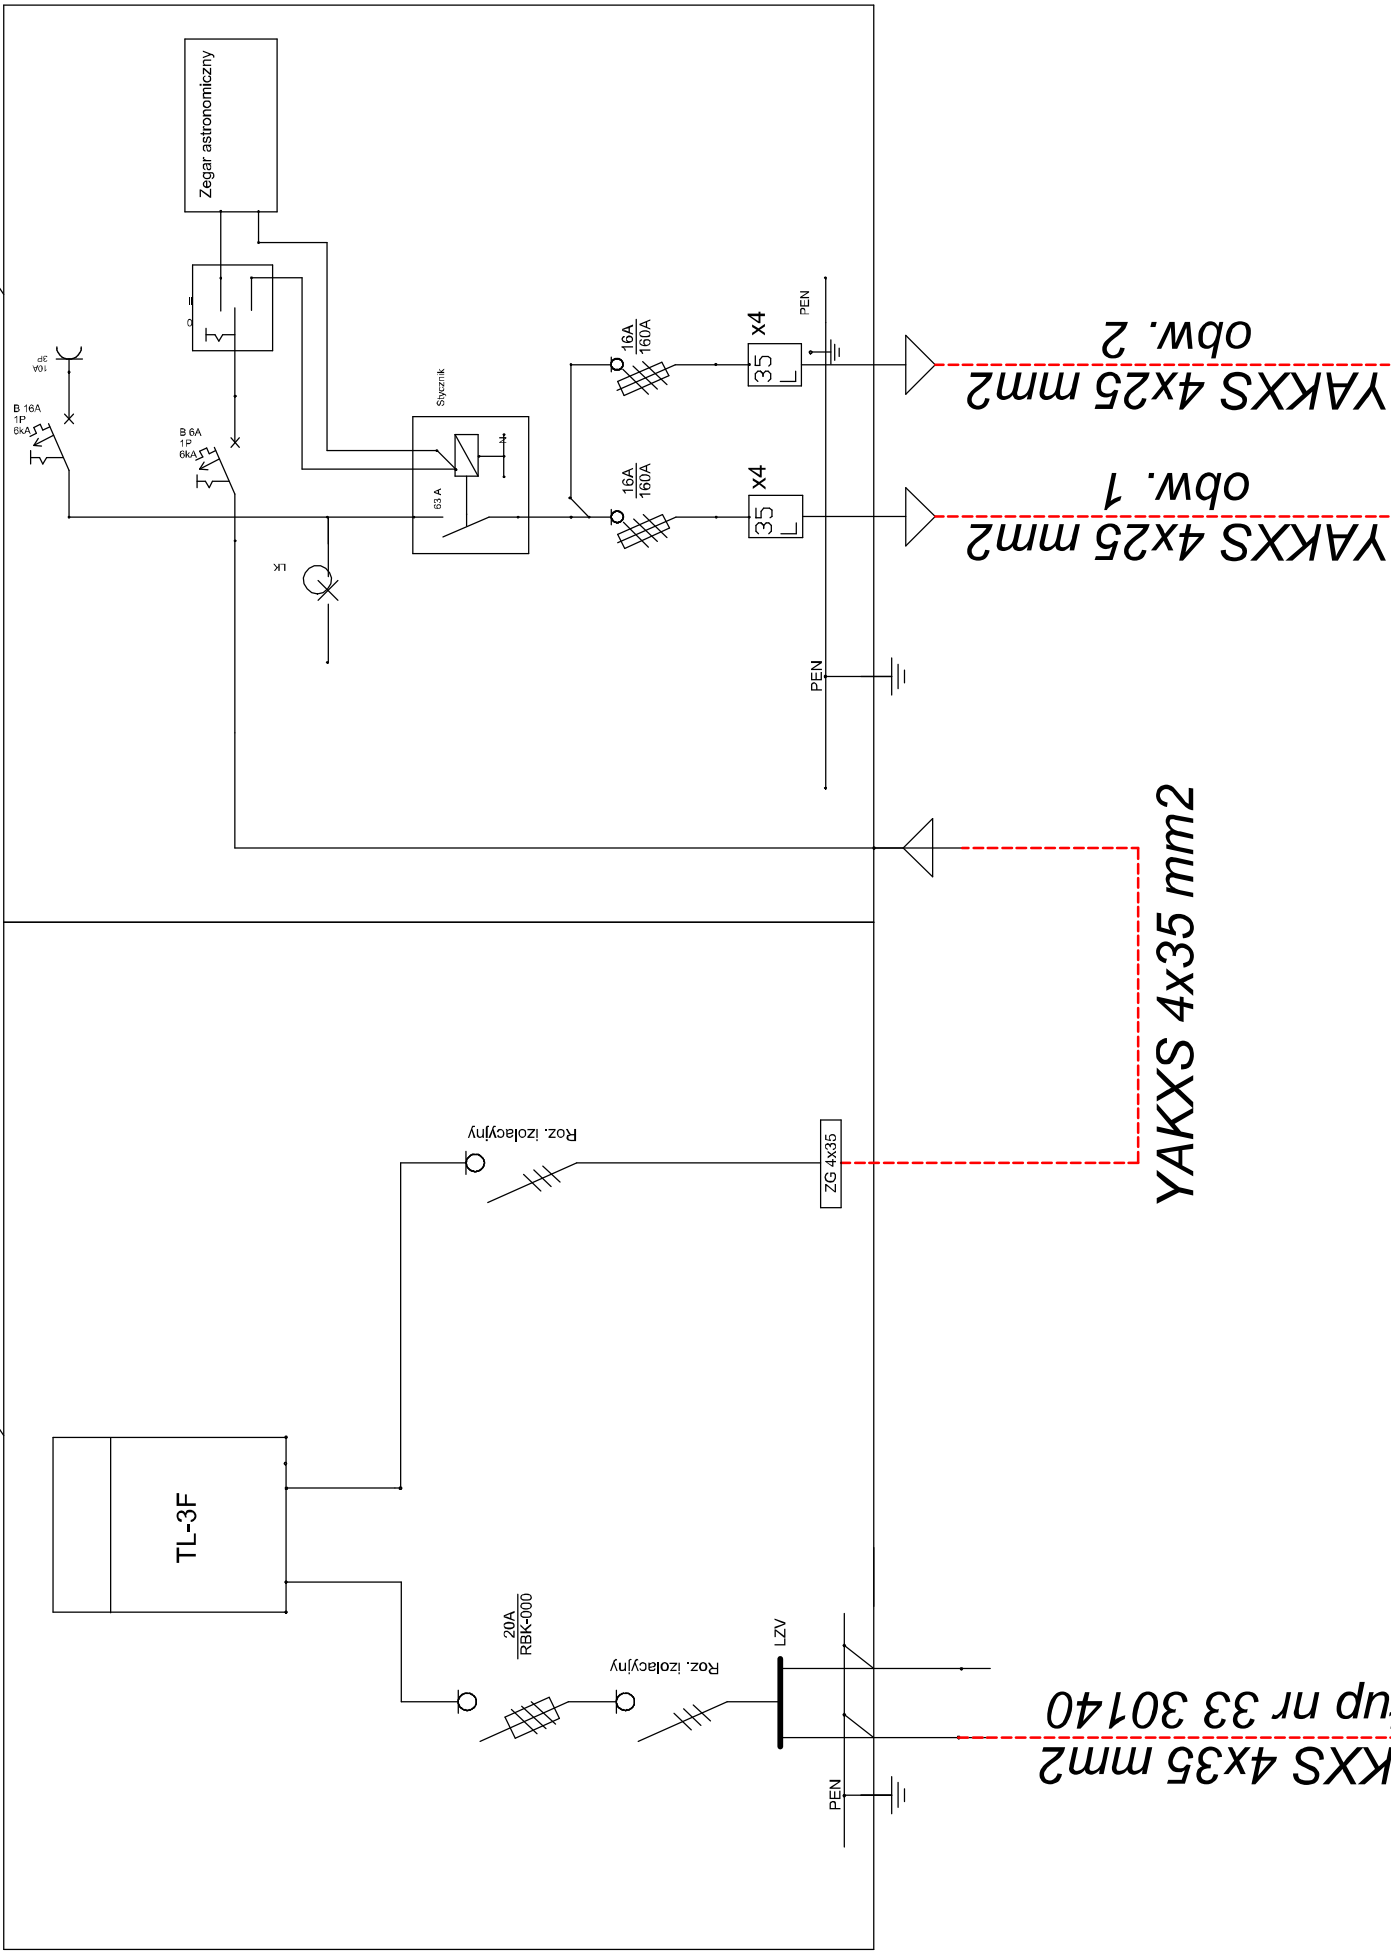 Zegar astronomiczny
II
0
10A
3P
B 16A
1P
6kA
B 6A
1P
6kA
Stycznik
63 A
N
LK
16A
160A
x4
35
L
PEN
16A
160A
x4
35
L
PEN
obw. 2
YAKXS 4x25 mm2
obw. 1
YAKXS 4x25 mm2
YAKXS 4x35 mm2
Roz. izolacyjny
ZG 4x35
TL-3F
20A
RBK-000
Roz. izolacyjny
LZV
PEN
up nr 33 30140
KXS 4x35 mm2